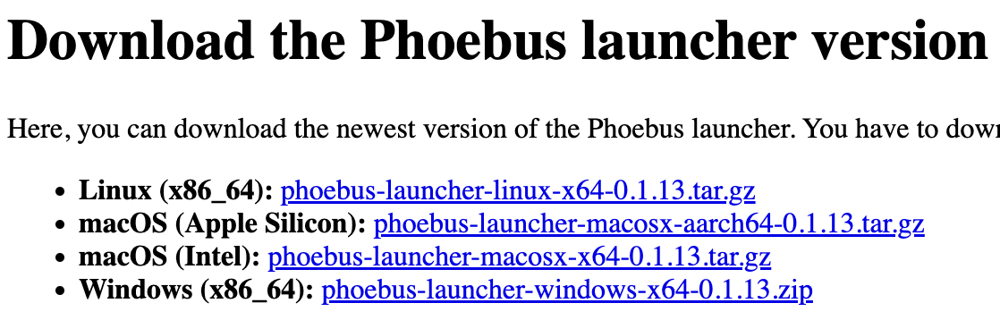 Download the Phoebus launcher version
Here, you can download the newest version of the Phoebus launcher. You have to
• Linux (x86_64): phoebus-launcher-linux-x64-0.1.13.tar.gz
• macOS (Apple Silicon): phoebus-launcher-macosx-aarch64-0.1.13.tar.gz
• macOS (Intel): phoebus-launcher-macosx-x64-0.1.13.tar.gz
• Windows (x86_64): phoebus-launcher-windows-x64-0.1.13.zip